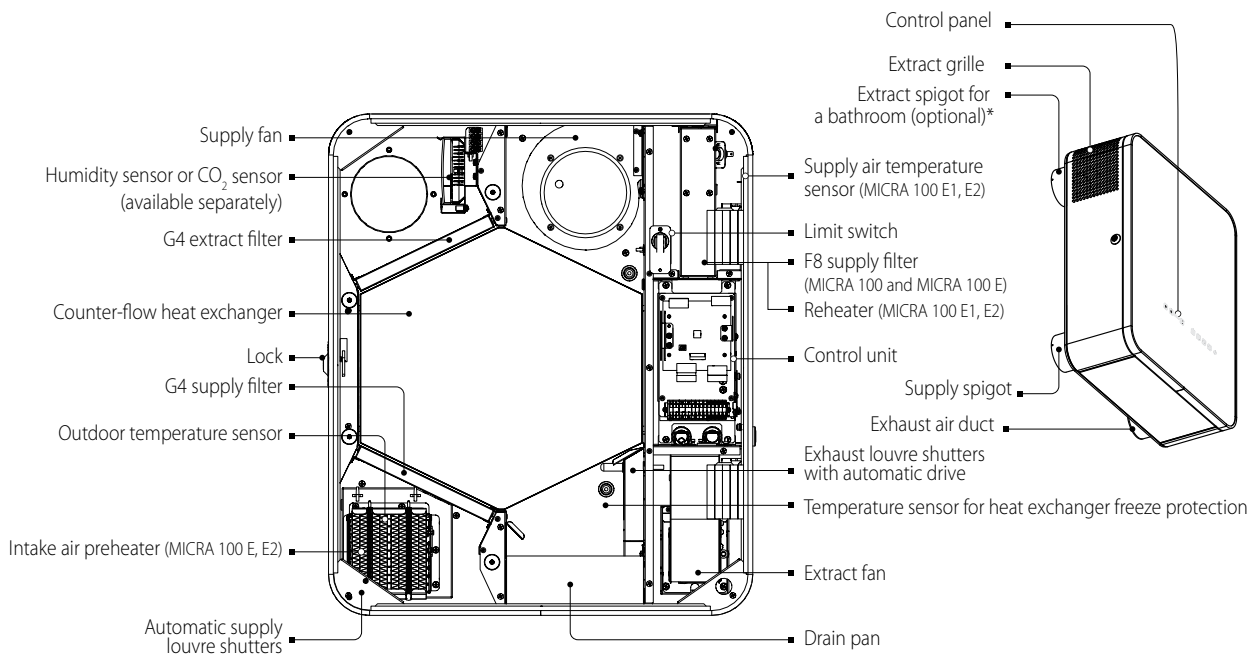 Control panel
Extract grille
Extract spigot for
a bathroom (optional)*
Supply fan
Humidity sensor or CO₂ sensor
(available separately)
G4 extract filter
Counter-flow heat exchanger
Lock
G4 supply filter
Outdoor temperature sensor
Intake air preheater (MICRA 100 E, E2)
Automatic supply
louvre shutters
Supply air temperature
sensor (MICRA 100 E1, E2)
Limit switch
F8 supply filter
(MICRA 100 and MICRA 100 E)
Reheater (MICRA 100 E1, E2)
Control unit
Supply spigot
Exhaust air duct
Exhaust louvre shutters
with automatic drive
Temperature sensor for heat exchanger freeze protection
Extract fan
Drain pan